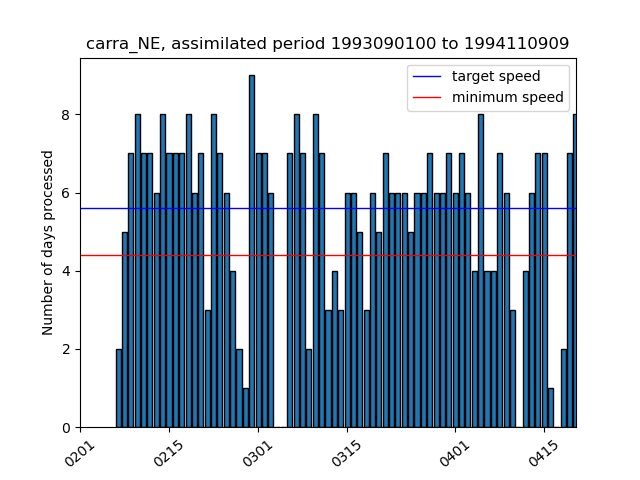 carra_NE, assimilated period 1993090100 to 1994110909
target speed
minimum speed
Number of days processed
8
6
4
2
0
0201
0215
0301
0315
0401
0415